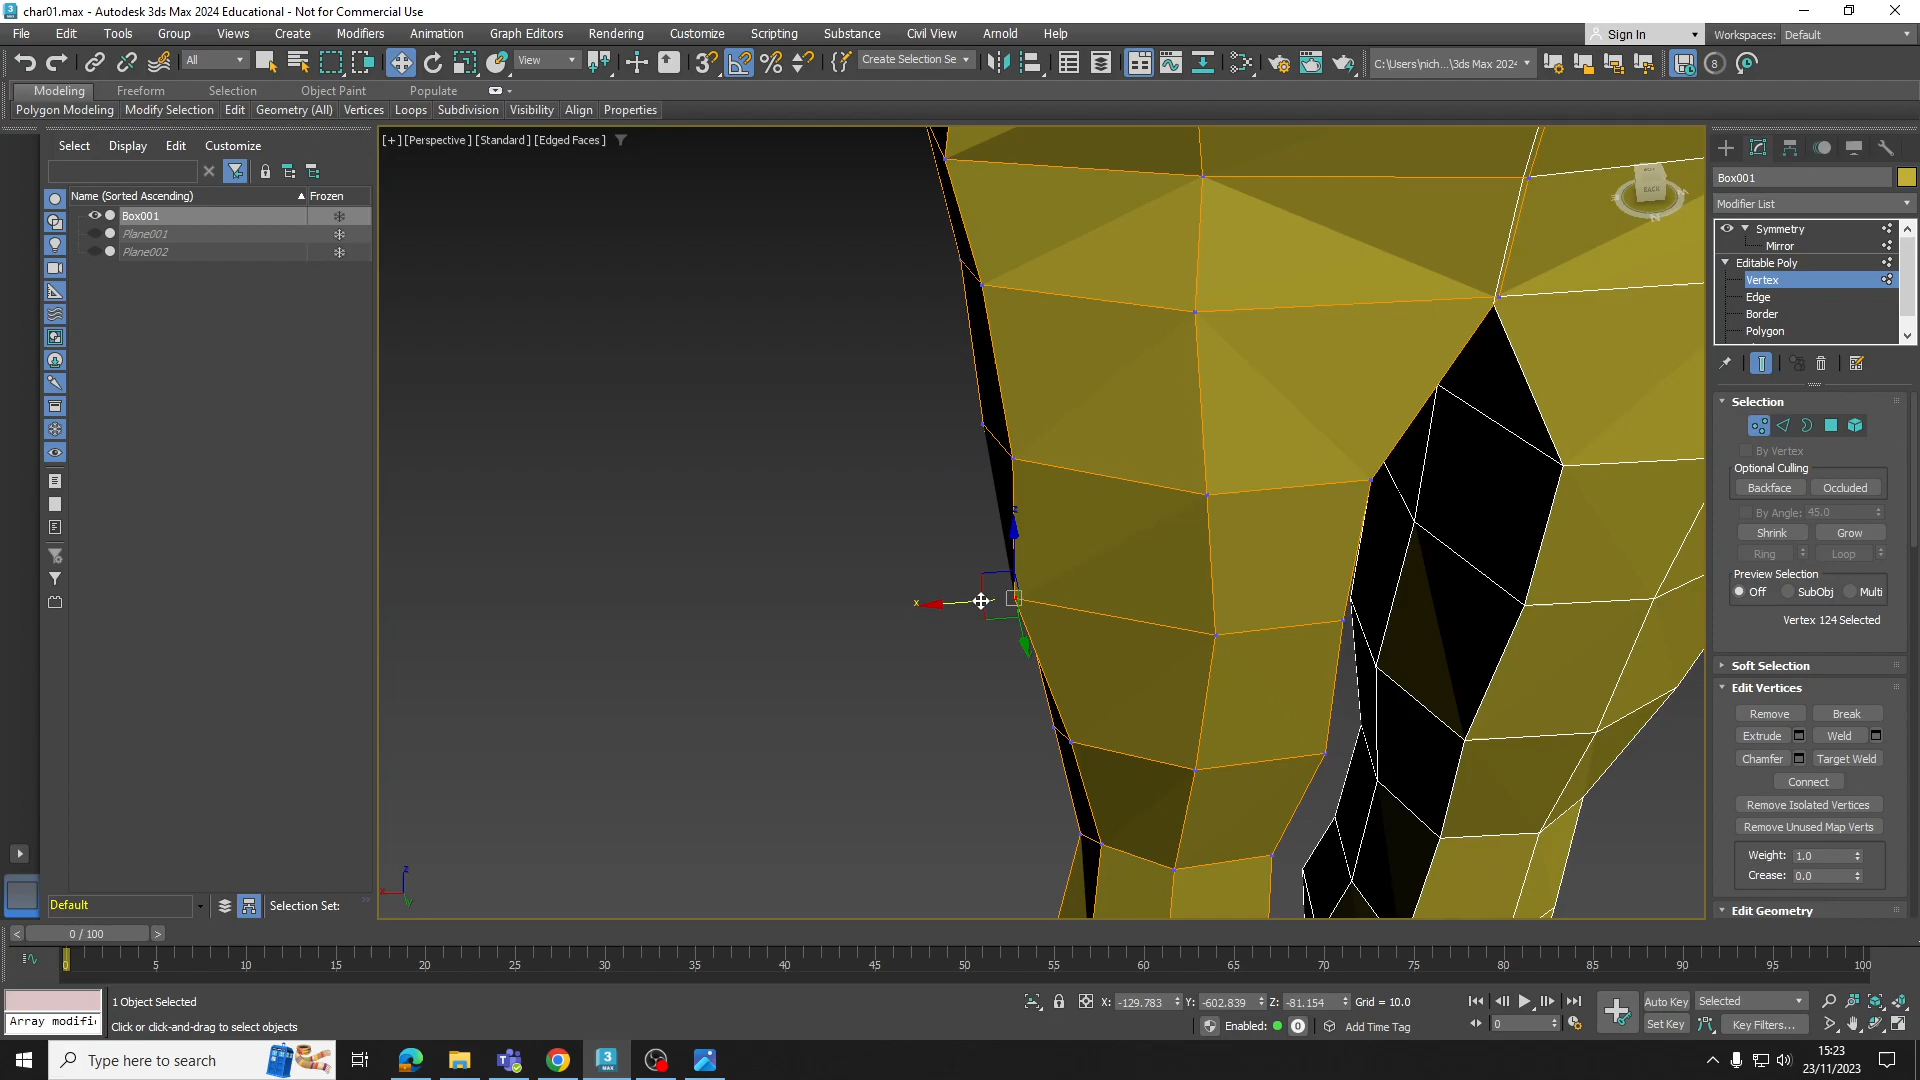 char01.max - Autodesk 3ds Max 2024 Educational - Not for Commercial Use
File Edit Tools Group Views Create Modifiers Animation Graph Editors Rendering Customize Scripting Substance Civil View Arnold Help Sign In Workspaces: Default
All View Create Selection Se C:\Users\nich...\3ds Max 2024 8
Modeling Freeform Selection Object Paint Populate
Polygon Modeling Modify Selection Edit Geometry (All) Vertices Loops Subdivision Visibility Align Properties
Select Display Edit Customize
Name (Sorted Ascending) Frozen
Box001
Plane001
Plane002
[+] [Perspective] [Standard] [Edged Faces]
BACK
N
x
z
z
x
Y
Box001
Modifier List
Symmetry
Mirror
Editable Poly
Vertex
Edge
Border
Polygon
Selection
By Vertex
Optional Culling
Backface Occluded
By Angle: 45.0
Shrink Grow
Ring Loop
Preview Selection
Off SubObj Multi
Vertex 124 Selected
Soft Selection
Edit Vertices
Remove Break
Extrude Weld
Chamfer Target Weld
Connect
Remove Isolated Vertices
Remove Unused Map Verts
Weight: 1.0
Crease: 0.0
Edit Geometry
Default Selection Set:
< 0 / 100 >
0 5 10 15 20 25 30 35 40 45 50 55 60 65 70 75 80 85 90 95 100
1 Object Selected X: -129.783 Y: -602.839 Z: -81.154 Grid = 10.0 Auto Key Selected
Array modifi Click or click-and-drag to select objects Enabled: 0 Add Time Tag 0 Set Key Key Filters...
Type here to search
15:23
23/11/2023